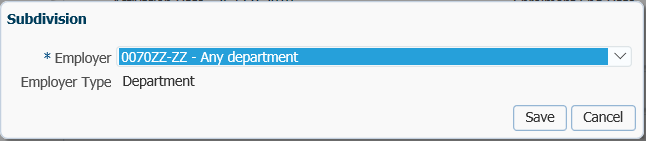 Subdivision
* Employer 0070ZZ-ZZ - Any department
Employer Type Department
Save Cancel